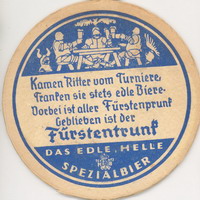 Kamen Ritter vom Turniere,
Tranken sie stets edle Biere-
Vorbei ist aller Fürstenprunk
Geblieben ist der
Fürstentrunk
DAS EDLE, HELLE
SPEZIALBIER